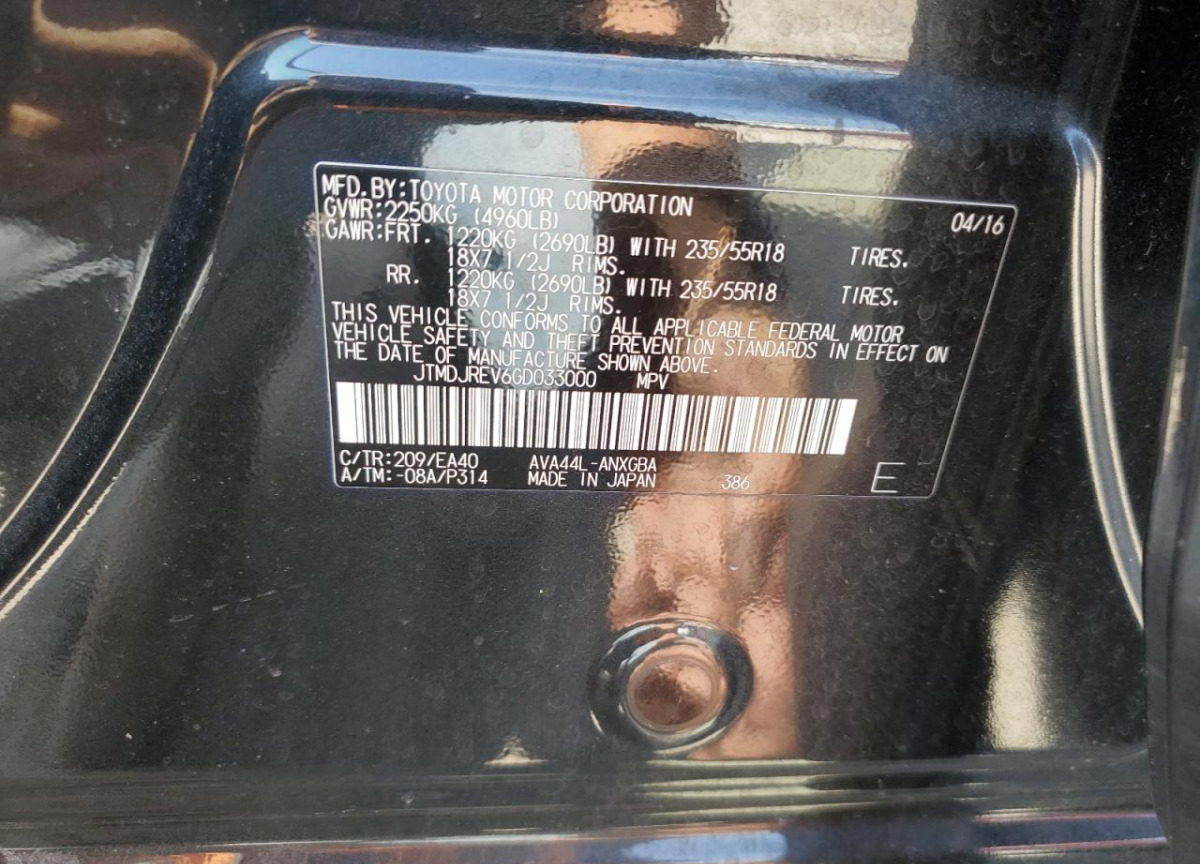 MFD. BY: TOYOTA MOTOR CORPORATION 04/16
GVWR: 2250KG (4960LB)
GAWR: FRT. 1220KG (2690LB) WITH 235/55R18 TIRES.
18X7 1/2J RIMS.
RR. 1220KG (2690LB) WITH 235/55R18 TIRES.
18X7 1/2J RIMS.
THIS VEHICLE CONFORMS TO ALL APPLICABLE FEDERAL MOTOR
VEHICLE SAFETY AND THEFT PREVENTION STANDARDS IN EFFECT ON
THE DATE OF MANUFACTURE SHOWN ABOVE.
JTMDJREV6GD033000 MPV
C/TR: 209/EA40 AVA44L-ANXGBA
A/TM: -08A/P314 MADE IN JAPAN 386 E